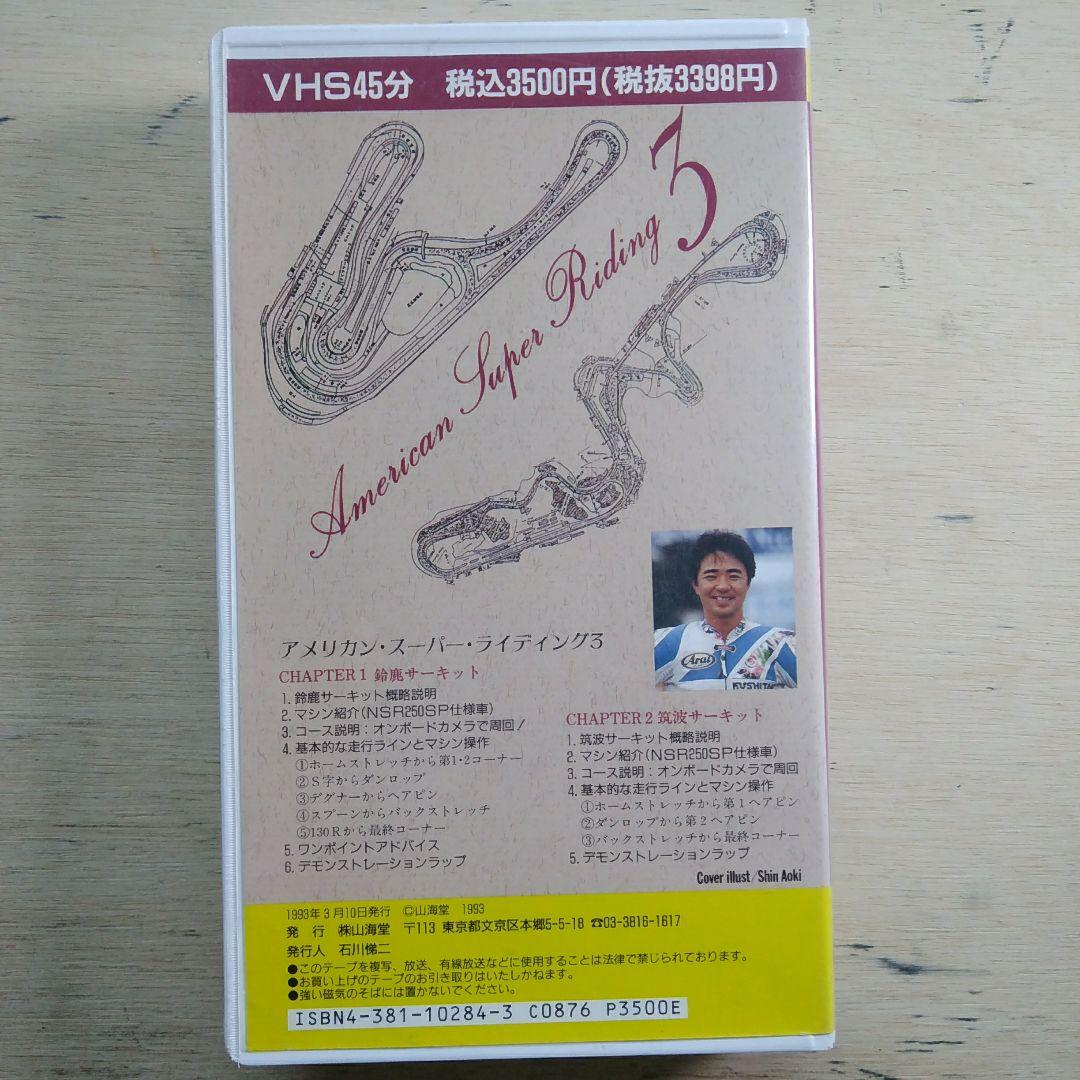 VHS45分 税込3500円(税抜3398円)
American Super Riding 3
アメリカン・スーパー・ライディング3
CHAPTER 1 鈴鹿サーキット
1. 鈴鹿サーキット概略説明
2. マシン紹介(NSR250SP仕様車)
3. コース説明:オンボードカメラで周回!
4. 基本的な走行ラインとマシン操作
①ホームストレッチから第1・2コーナー
②S字からダンロップ
③デグナーからヘアピン
④スプーンからバックストレッチ
⑤130Rから最終コーナー
5. ワンポイントアドバイス
6. デモンストレーションラップ
Arai
KUSHITA
CHAPTER 2 筑波サーキット
1. 筑波サーキット概略説明
2. マシン紹介(NSR250SP仕様車)
3. コース説明:オンボードカメラで周回
4. 基本的な走行ラインとマシン操作
①ホームストレッチから第1ヘアピン
②ダンロップから第2ヘアピン
③バックストレッチから最終コーナー
5. デモンストレーションラップ
Cover illust/Shin Aoki
1993年3月10日発行 ©山海堂 1993
発行 ㈱山海堂 〒113 東京都文京区本郷5-5-18 ☎03-3816-1617
発行人 石川悌二
●このテープを複写、放送、有線放送などに使用することは法律で禁じられております。
●お買い上げのテープのお引き取りはいたしかねます。
●強い磁気のそばには置かないでください。
ISBN4-381-10284-3 C0876 P3500E